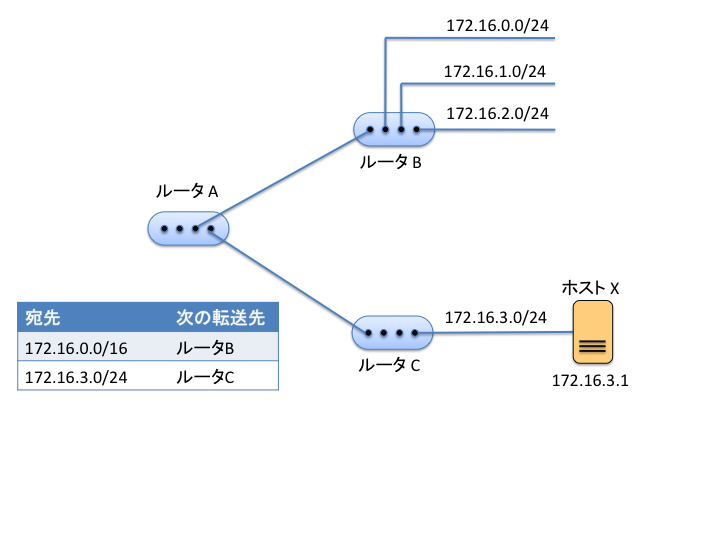 172.16.0.0/24
172.16.1.0/24
172.16.2.0/24
ルータ B
ルータ A
ホスト X
172.16.3.0/24
ルータ C
172.16.3.1
宛先 次の転送先
172.16.0.0/16 ルータB
172.16.3.0/24 ルータC